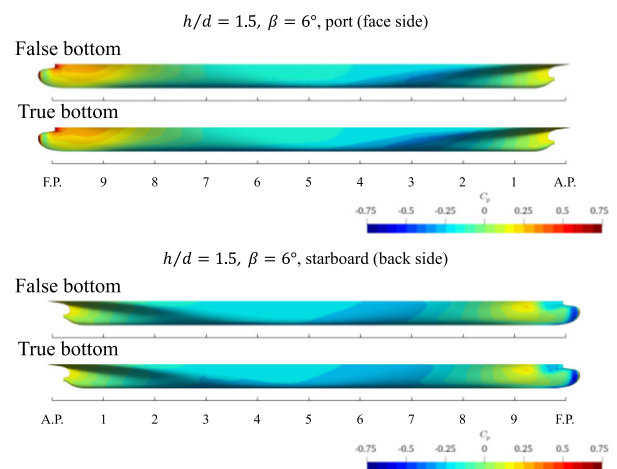 h/d = 1.5, β = 6°, port (face side)
False bottom
True bottom
F.P. 9 8 7 6 5 4 3 2 1 A.P.
Cₚ
-0.75 -0.5 -0.25 0 0.25 0.5 0.75
h/d = 1.5, β = 6°, starboard (back side)
False bottom
True bottom
A.P. 1 2 3 4 5 6 7 8 9 F.P.
Cₚ
-0.75 -0.5 -0.25 0 0.25 0.5 0.75